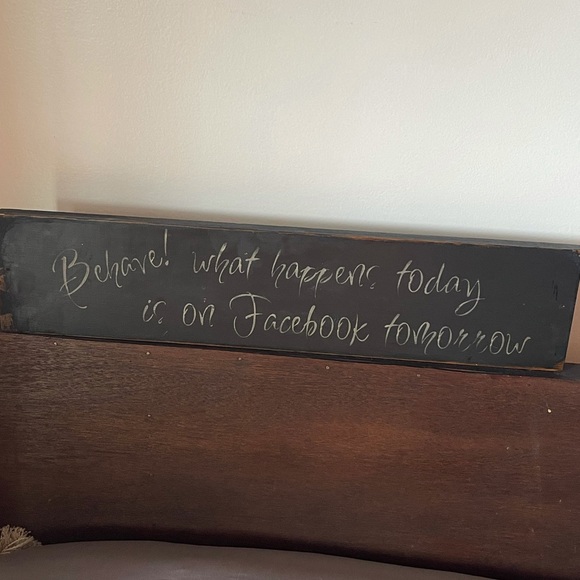 Behave! what happens today
is on Facebook tomorrow